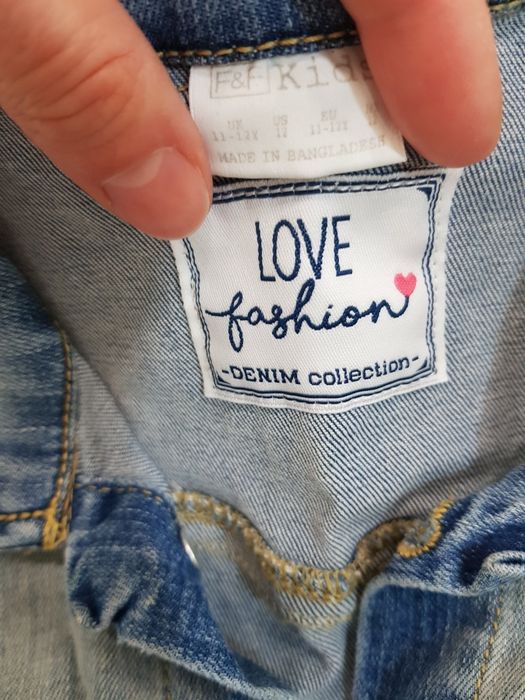 F&F Kids
UK US EU
11-12Y 12 11-12Y
MADE IN BANGLADESH
LOVE
fashion
-DENIM collection-